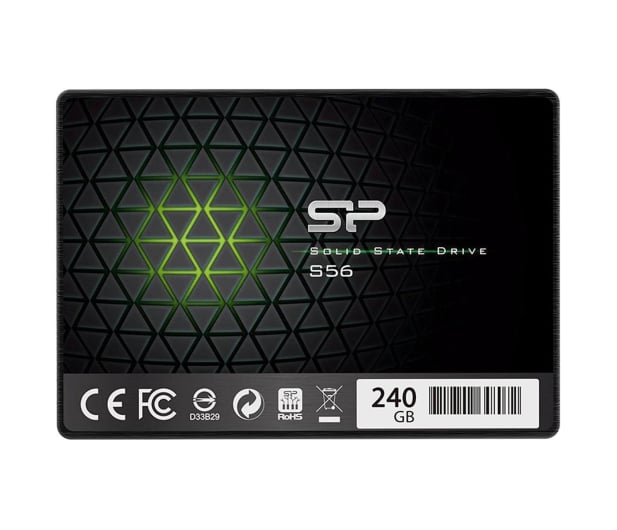 SP
SOLID STATE DRIVE
S56
CE FC D33B29 SP RoHS
240
GB